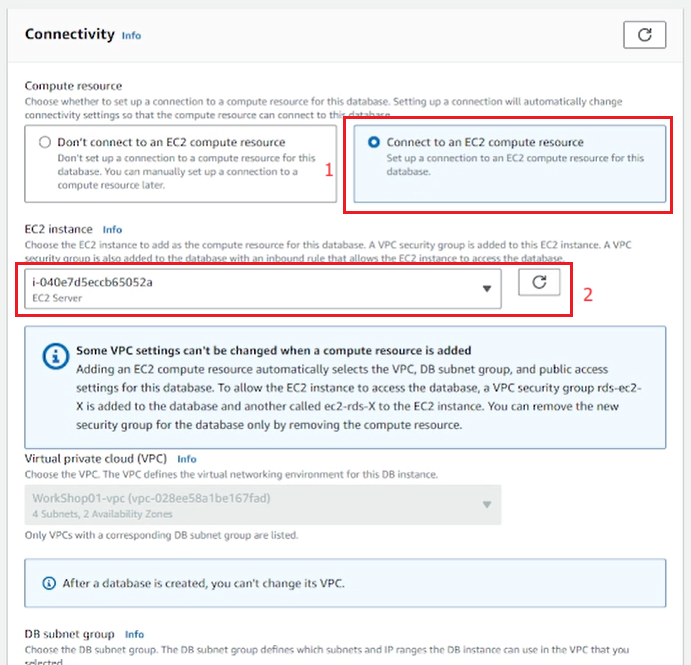 Connectivity Info
Compute resource
Choose whether to set up a connection to a compute resource for this database. Setting up a connection will automatically change
connectivity settings so that the compute resource can connect to this database.
Don't connect to an EC2 compute resource
Don't set up a connection to a compute resource for this
database. You can manually set up a connection to a
compute resource later.
1
Connect to an EC2 compute resource
Set up a connection to an EC2 compute resource for this
database.
EC2 instance Info
Choose the EC2 instance to add as the compute resource for this database. A VPC security group is added to this EC2 instance. A VPC
security group is also added to the database with an inbound rule that allows the EC2 instance to access the database.
i-040e7d5eccb65052a
EC2 Server
2
Some VPC settings can't be changed when a compute resource is added
Adding an EC2 compute resource automatically selects the VPC, DB subnet group, and public access
settings for this database. To allow the EC2 instance to access the database, a VPC security group rds-ec2-
X is added to the database and another called ec2-rds-X to the EC2 instance. You can remove the new
security group for the database only by removing the compute resource.
Virtual private cloud (VPC) Info
Choose the VPC. The VPC defines the virtual networking environment for this DB instance.
WorkShop01-vpc (vpc-028ee58a1be167fad)
4 Subnets, 2 Availability Zones
Only VPCs with a corresponding DB subnet group are listed.
After a database is created, you can't change its VPC.
DB subnet group Info
Choose the DB subnet group. The DB subnet group defines which subnets and IP ranges the DB instance can use in the VPC that you
selected.